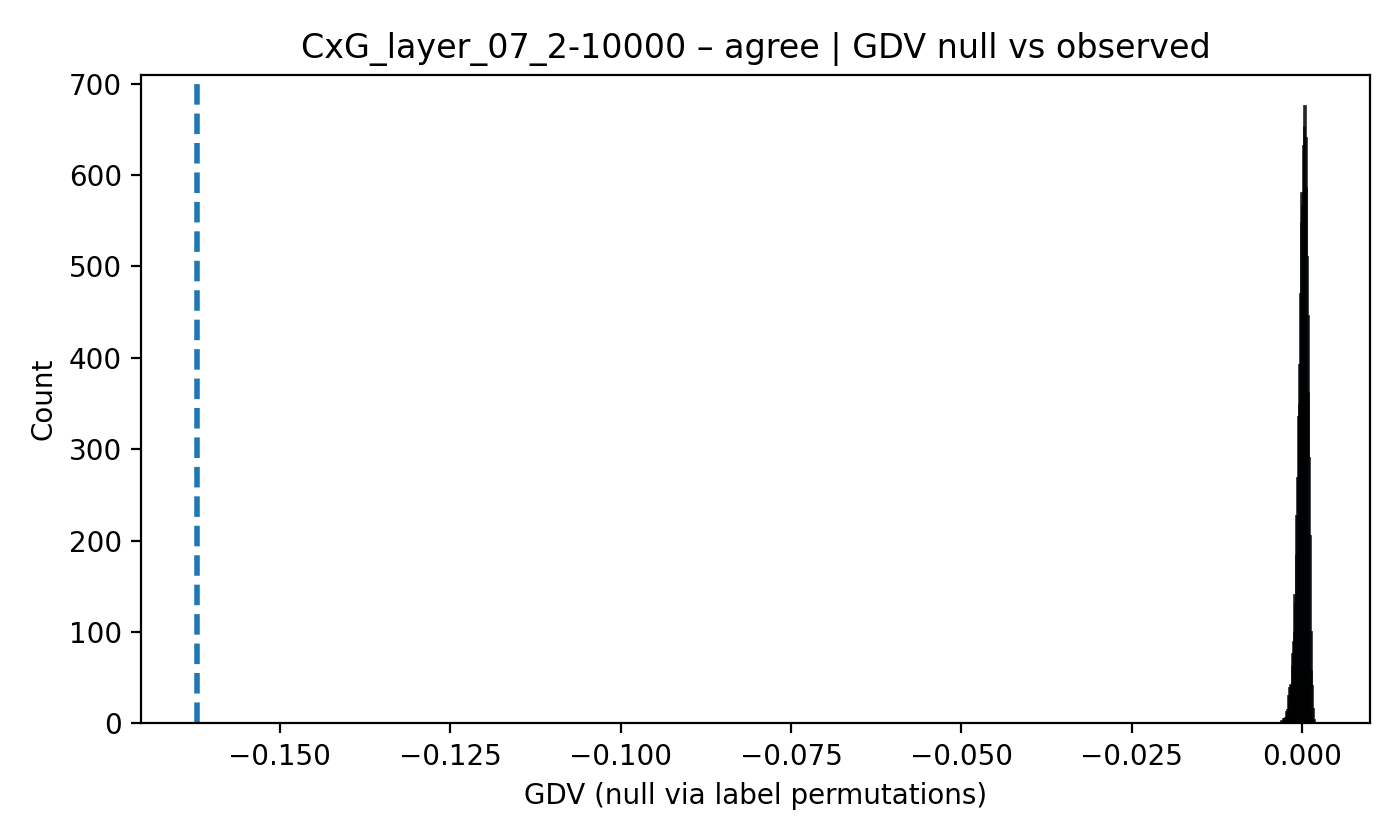 CxG_layer_07_2-10000 – agree | GDV null vs observed
700
600
500
400
300
200
100
0
Count
−0.150 −0.125 −0.100 −0.075 −0.050 −0.025 0.000
GDV (null via label permutations)